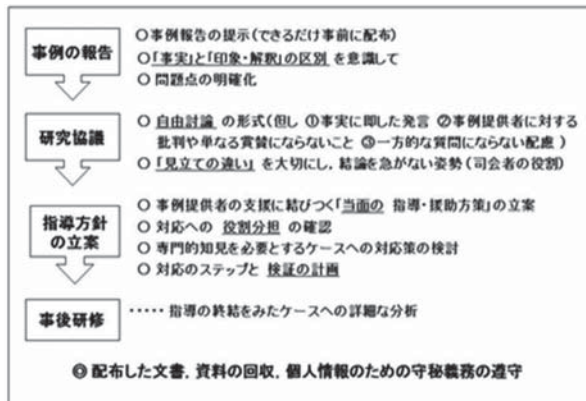 事例の報告
○ 事例報告の提示(できるだけ事前に配布)
○ 「事実」と「印象・解釈」の区別 を意識して
○ 問題点の明確化
研究協議
○ 自由討論 の形式(但し ①事実に即した発言 ②事例提供者に対する
批判や単なる賞賛にならないこと ③一方的な質問にならない配慮 )
○ 「見立ての違い」 を大切にし,結論を急がない姿勢(司会者の役割)
指導方針
の立案
○ 事例提供者の支援に結びつく「当面の 指導・援助方策」の立案
○ 対応への 役割分担 の確認
○ 専門的知見を必要とするケースへの対応策の検討
○ 対応のステップと 検証の計画
事後研修
・・・・・ 指導の終結をみたケースへの詳細な分析
◎ 配布した文書,資料の回収,個人情報のための守秘義務の遵守